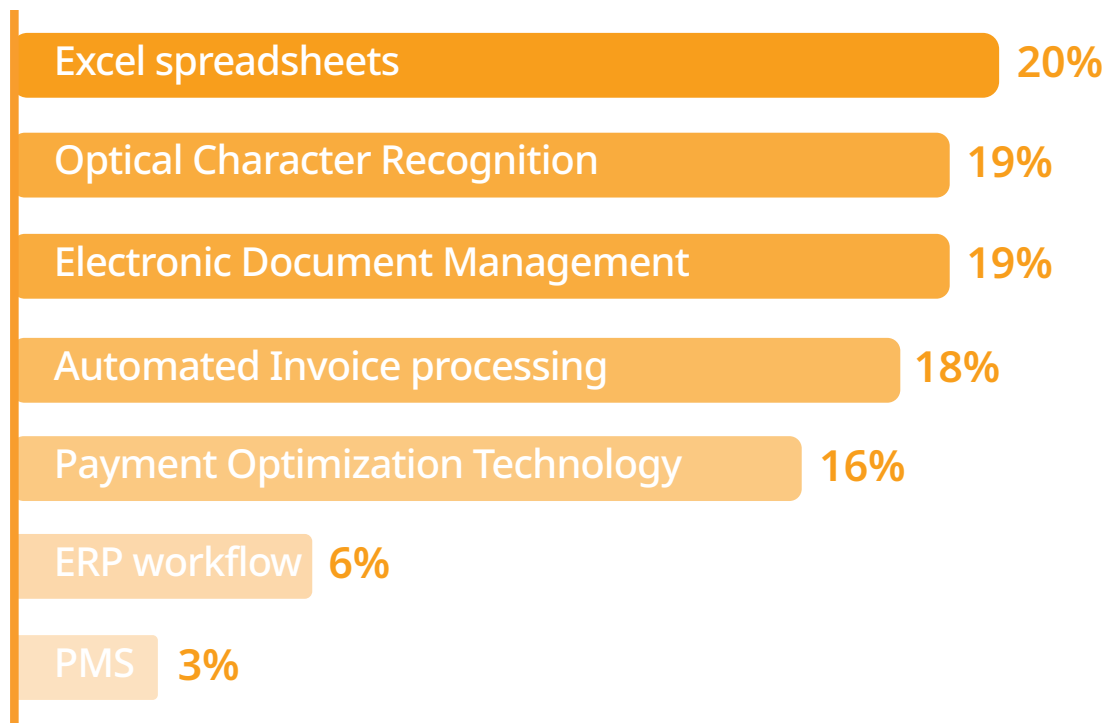 Excel spreadsheets 20%
Optical Character Recognition 19%
Electronic Document Management 19%
Automated Invoice processing 18%
Payment Optimization Technology 16%
ERP workflow 6%
PMS 3%